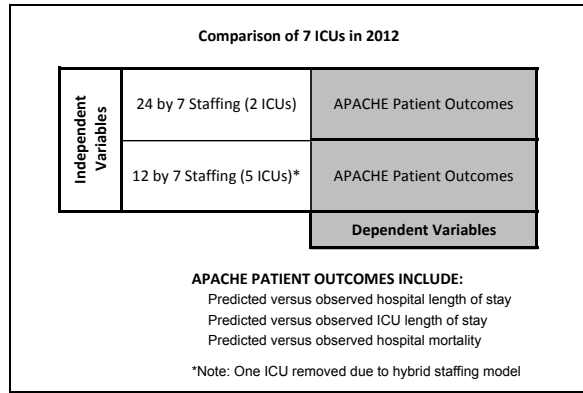 Comparison of 7 ICUs in 2012
Independent
Variables
24 by 7 Staffing (2 ICUs)
APACHE Patient Outcomes
12 by 7 Staffing (5 ICUs)*
APACHE Patient Outcomes
Dependent Variables
APACHE PATIENT OUTCOMES INCLUDE:
Predicted versus observed hospital length of stay
Predicted versus observed ICU length of stay
Predicted versus observed hospital mortality
*Note: One ICU removed due to hybrid staffing model